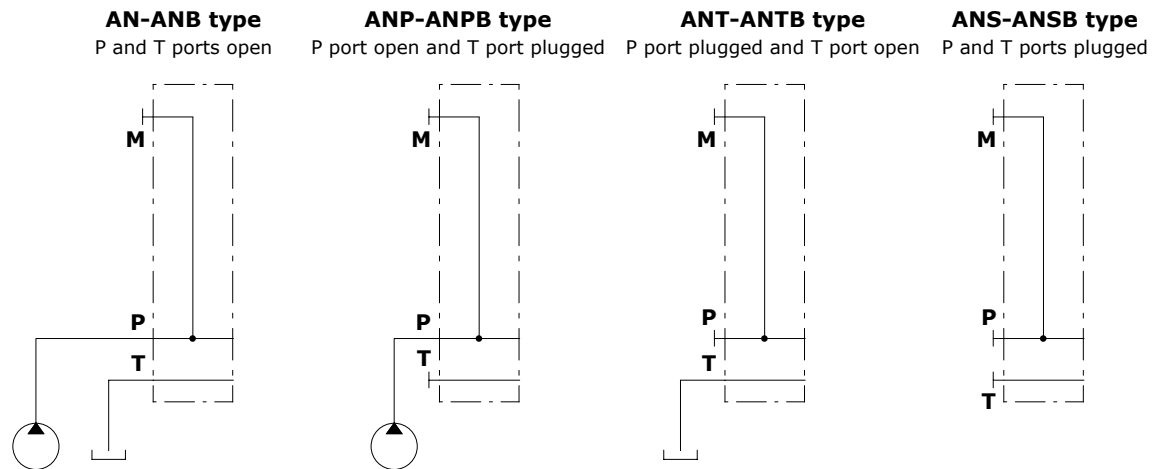 AN-ANB type
P and T ports open
M
P
T
ANP-ANPB type
P port open and T port plugged
M
P
T
ANT-ANTB type
P port plugged and T port open
M
P
T
ANS-ANSB type
P and T ports plugged
M
P
T